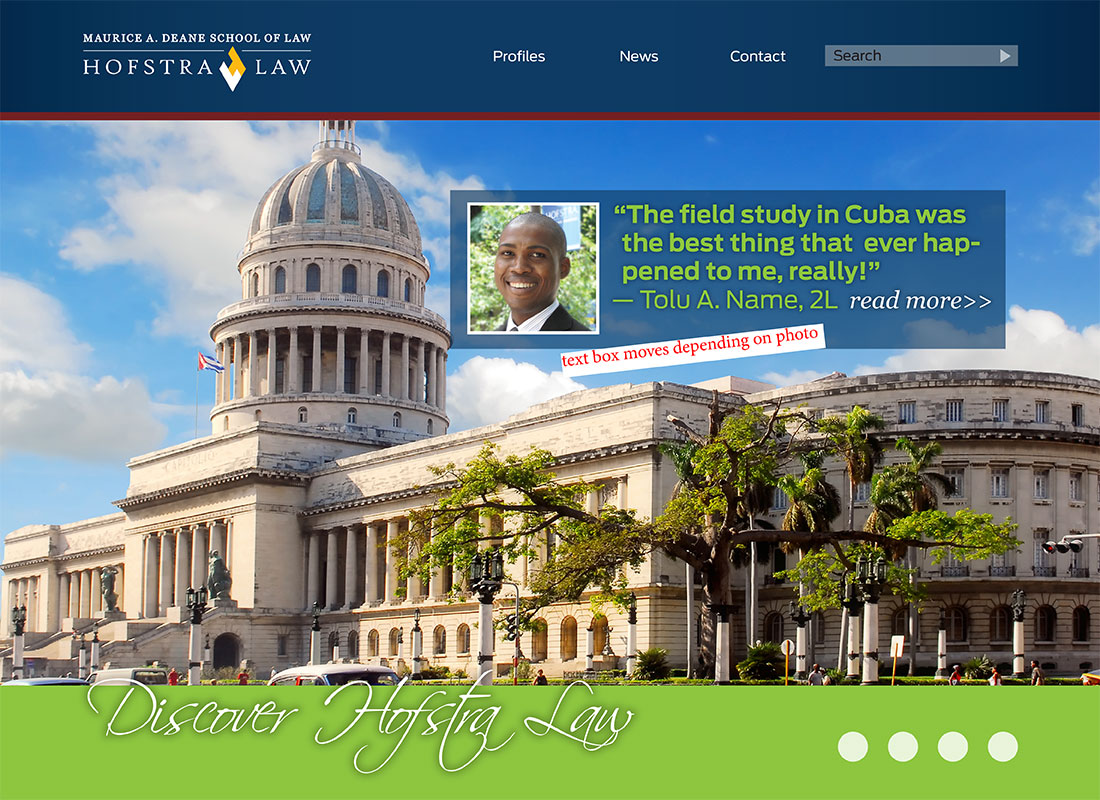 MAURICE A. DEANE SCHOOL OF LAW
HOFSTRA LAW
Profiles
News
Contact
Search
“The field study in Cuba was
the best thing that ever hap-
pened to me, really!”
— Tolu A. Name, 2L read more>>
text box moves depending on photo
Discover Hofstra Law